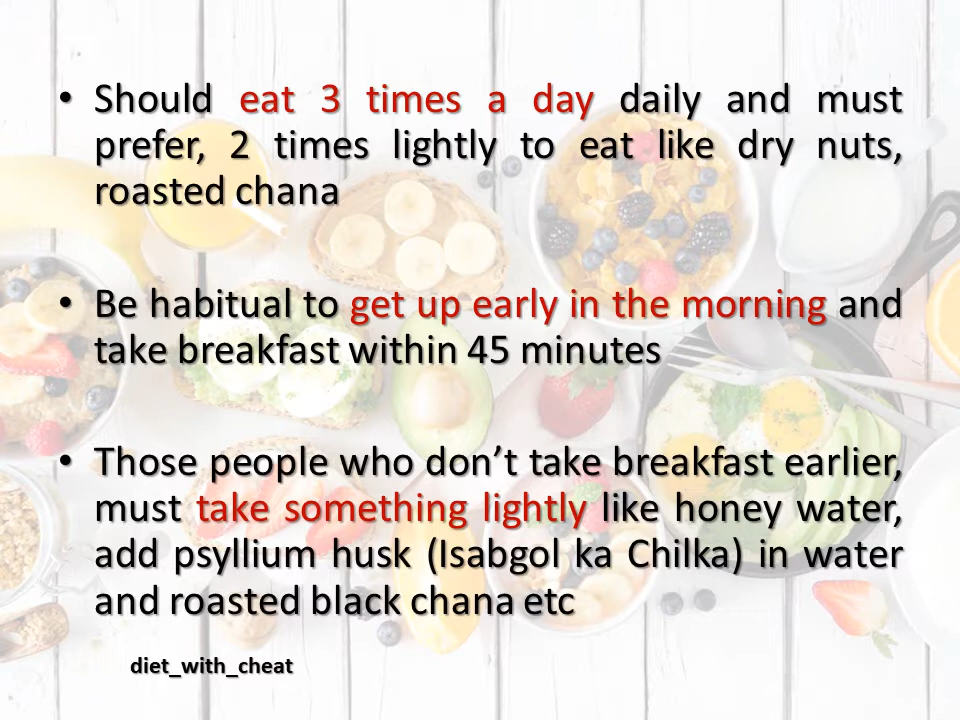 • Should eat 3 times a day daily and must
prefer, 2 times lightly to eat like dry nuts,
roasted chana
• Be habitual to get up early in the morning and
take breakfast within 45 minutes
• Those people who don’t take breakfast earlier,
must take something lightly like honey water,
add psyllium husk (Isabgol ka Chilka) in water
and roasted black chana etc
diet_with_cheat